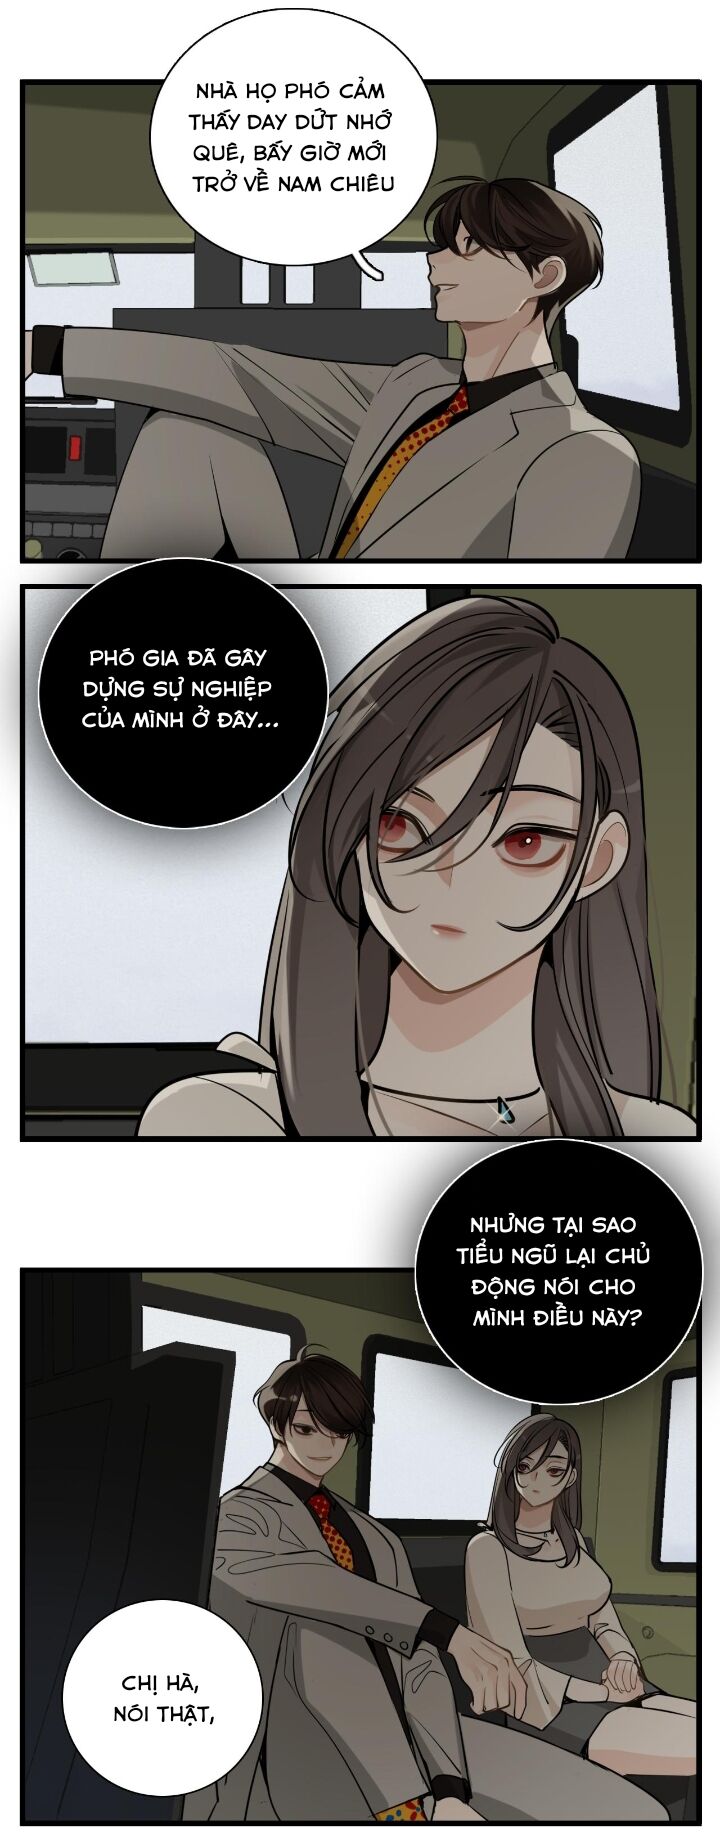 NHÀ HỌ PHÓ CẢM
THẤY DAY DỨT NHỚ
QUÊ, BẤY GIỜ MỚI
TRỞ VỀ NAM CHIÊU
PHÓ GIA ĐÃ GÂY
DỰNG SỰ NGHIỆP
CỦA MÌNH Ở ĐÂY...
NHƯNG TẠI SAO
TIỂU NGŨ LẠI CHỦ
ĐỘNG NÓI CHO
MÌNH ĐIỀU NÀY?
CHỊ HÀ,
NÓI THẬT,